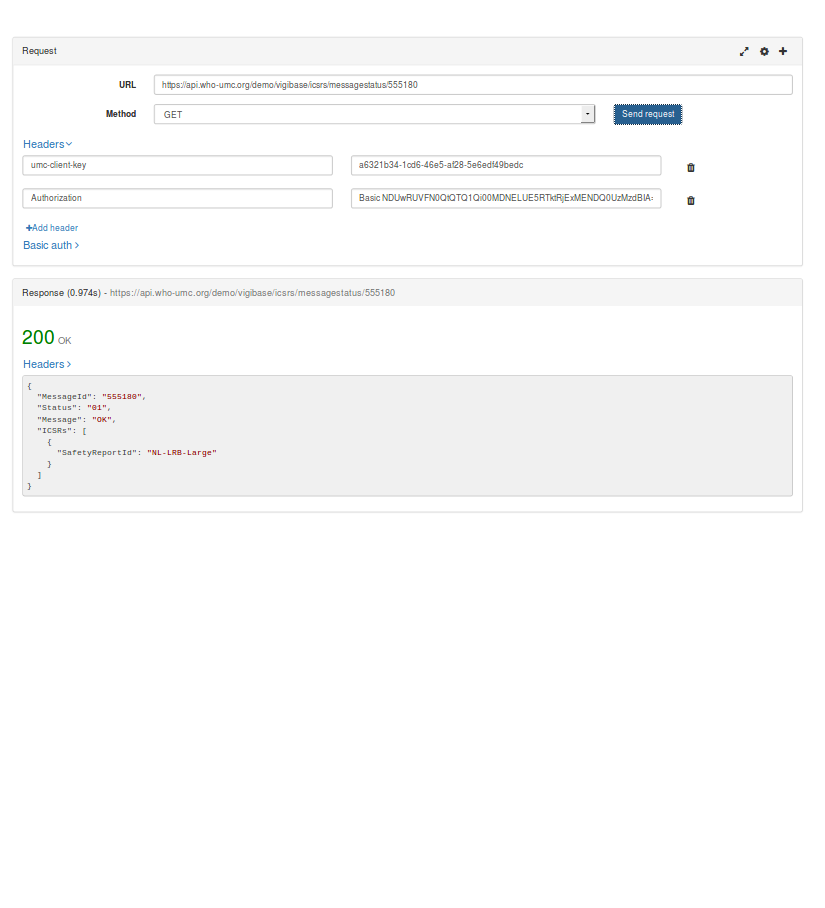 Request
URL
https://api.who-umc.org/demo/vigibase/icsrs/messagestatus/555180
Method
GET
Send request
Headers
umc-client-key
a6321b34-1cd6-46e5-af28-5e6edf49bedc
Authorization
Basic
Add header
Basic auth
Response (0.974s) - https://api.who-umc.org/demo/vigibase/icsrs/messagestatus/555180
200 OK
Headers
{
"MessageId": "555180",
"Status": "01",
"Message": "OK",
"ICSRs": [
{
"SafetyReportId": "NL-LRB-Large"
}
]
}